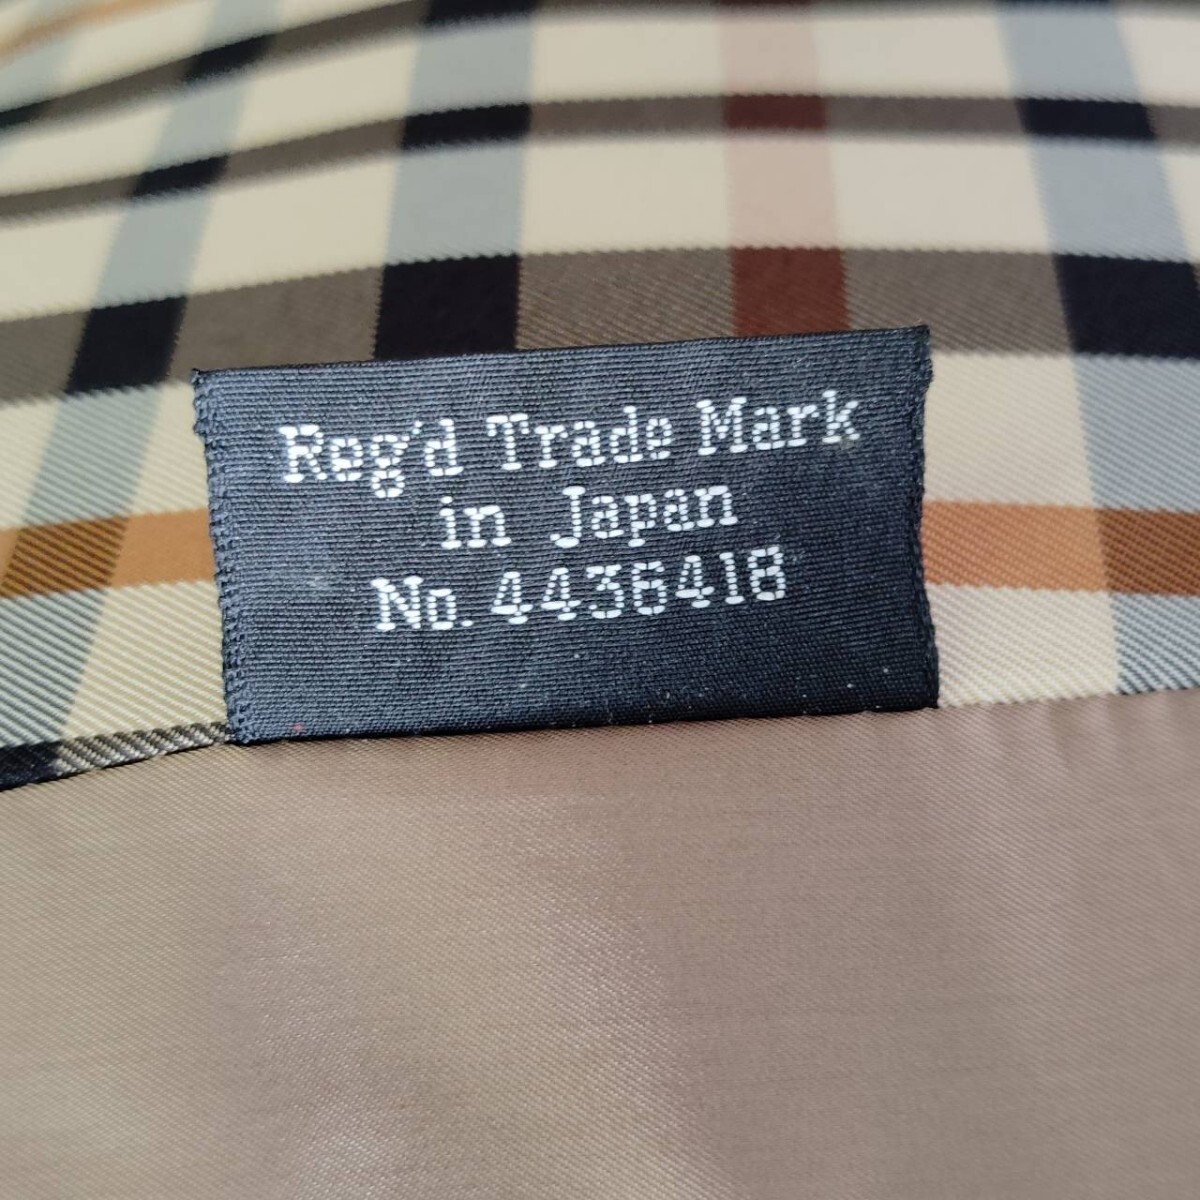 Reg'd Trade Mark
in Japan
No. 4436418